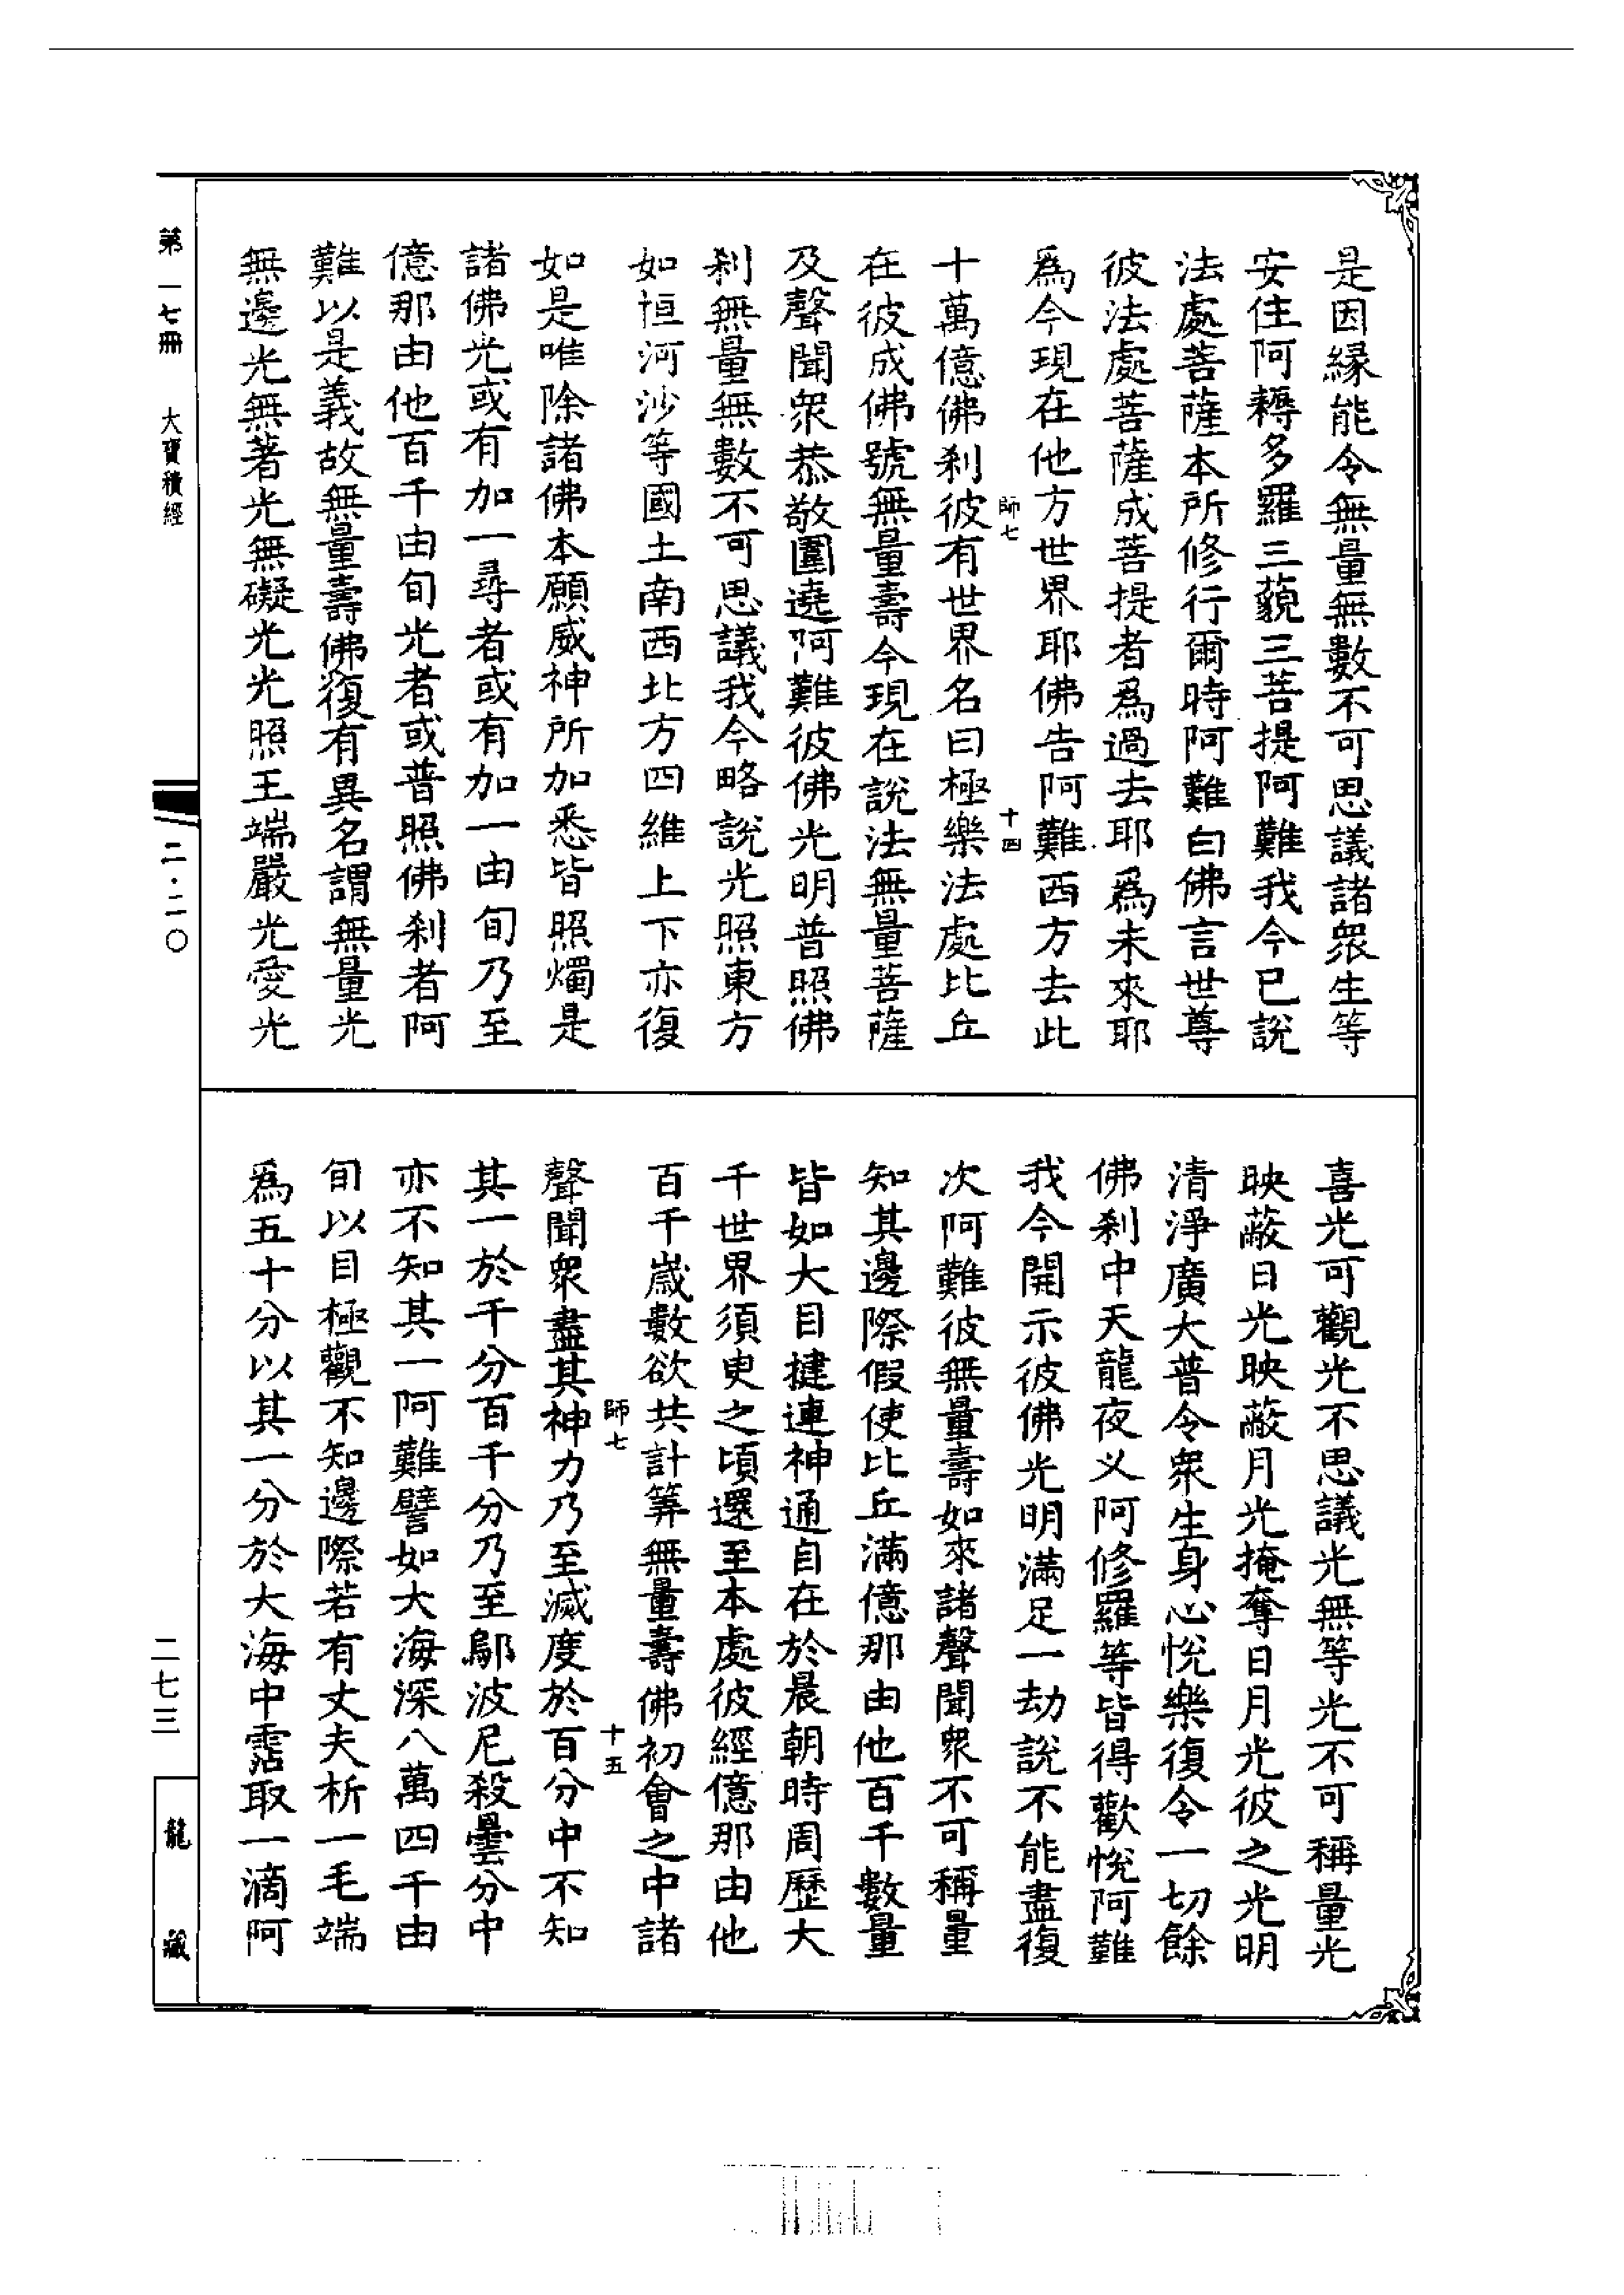 是因緣能令無量無數不可思議諸衆生等
安住阿耨多羅三藐三菩提阿難我今已說
法處菩薩本所修行爾時阿難白佛言世尊
彼法處菩薩成菩提者爲過去耶爲未來耶
爲今現在他方世界耶佛告阿難西方去此
師七 十四
十萬億佛刹彼有世界名曰極樂法處比丘
在彼成佛號無量壽今現在說法無量菩薩
及聲聞衆恭敬圍遶阿難彼佛光明普照佛
刹無量無數不可思議我今略說光照東方
如恒河沙等國土南西北方四維上下亦復
如是唯除諸佛本願威神所加悉皆照燭是
諸佛光或有加一尋者或有加一由旬乃至
億那由他百千由旬光者或普照佛刹者阿
難以是義故無量壽佛復有異名謂無量光
無邊光無著光無礙光光照王端嚴光愛光
喜光可觀光不思議光無等光不可稱量光
映蔽日光映蔽月光掩奪日月光彼之光明
清淨廣大普令衆生身心悅樂復令一切餘
佛刹中天龍夜义阿修羅等皆得歡悅阿難
我今開示彼佛光明滿足一劫說不能盡復
次阿難彼無量壽如來諸聲聞衆不可稱量
知其邊際假使比丘滿億那由他百千數量
皆如大目揵連神通自在於晨朝時周歷大
千世界須臾之頃還至本處彼經億那由他
百千歲數欲共計筭無量壽佛初會之中諸
師七 十五
聲聞衆盡其神力乃至滅度於百分中不知
其一於千分百千分乃至鄔波尼殺曇分中
亦不知其一阿難譬如大海深八萬四千由
旬以目極觀不知邊際若有丈夫析一毛端
爲五十分以其一分於大海中霑取一滴阿
第一七冊 大寶積經
二·二〇
二七三
龍藏